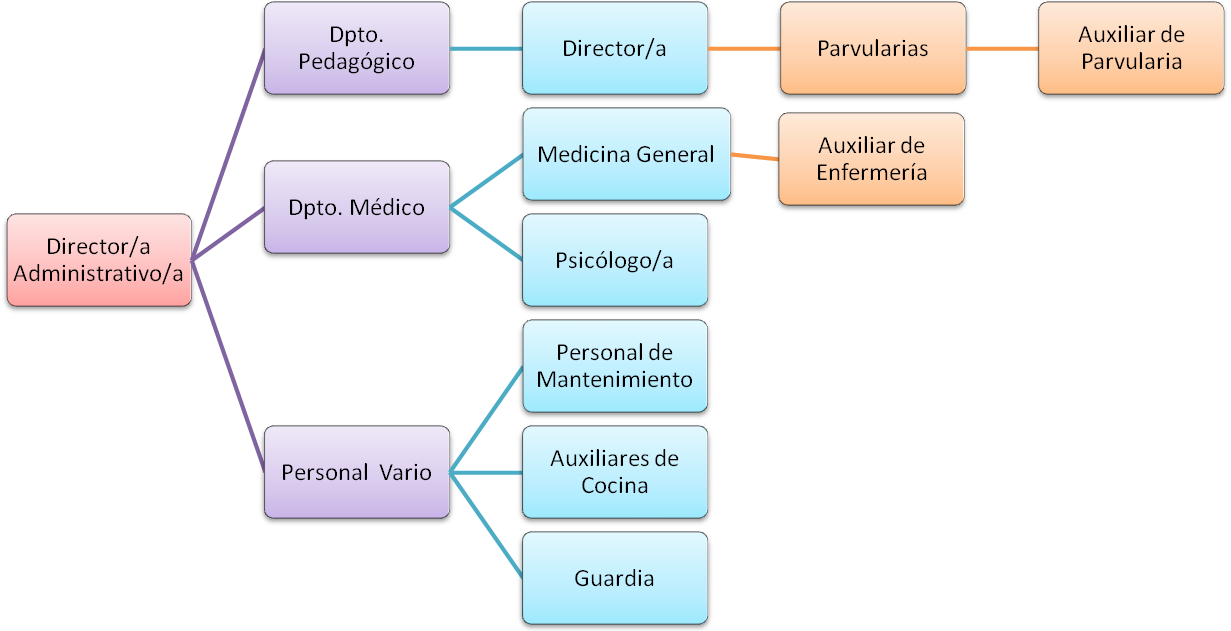 Dpto.
Pedagógico
Director/a
Parvularias
Auxiliar de
Parvularia
Medicina General
Auxiliar de
Enfermería
Dpto. Médico
Psicólogo/a
Director/a
Administrativo/a
Personal de
Mantenimiento
Personal  Vario
Auxiliares de
Cocina
Guardia